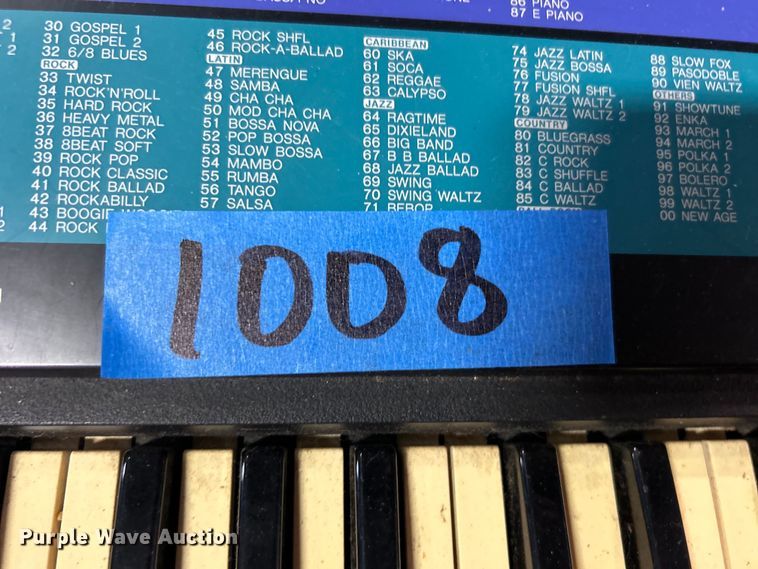 86 PIANO
87 E PIANO
2
2
30 GOSPEL 1
31 GOSPEL 2
32 6/8 BLUES
ROCK
33 TWIST
34 ROCK'N'ROLL
35 HARD ROCK
36 HEAVY METAL
37 8BEAT ROCK
38 8BEAT SOFT
39 ROCK POP
40 ROCK CLASSIC
41 ROCK BALLAD
42 ROCKABILLY
43 BOOGIE
44 ROCK
45 ROCK SHFL
46 ROCK-A-BALLAD
LATIN
47 MERENGUE
48 SAMBA
49 CHA CHA
50 MOD CHA CHA
51 BOSSA NOVA
52 POP BOSSA
53 SLOW BOSSA
54 MAMBO
55 RUMBA
56 TANGO
57 SALSA
CARIBBEAN
60 SKA
61 SOCA
62 REGGAE
63 CALYPSO
JAZZ
64 RAGTIME
65 DIXIELAND
66 BIG BAND
67 B B BALLAD
68 JAZZ BALLAD
69 SWING
70 SWING WALTZ
71 BEBOP
74 JAZZ LATIN
75 JAZZ BOSSA
76 FUSION
77 FUSION SHFL
78 JAZZ WALTZ 1
79 JAZZ WALTZ 2
COUNTRY
80 BLUEGRASS
81 COUNTRY
82 C ROCK
83 C SHUFFLE
84 C BALLAD
85 C WALTZ
88 SLOW FOX
89 PASODOBLE
90 VIEN WALTZ
OTHERS
91 SHOWTUNE
92 ENKA
93 MARCH 1
94 MARCH 2
95 POLKA 1
96 POLKA 2
97 BOLERO
98 WALTZ 1
99 WALTZ 2
00 NEW AGE
1008
Purple Wave Auction